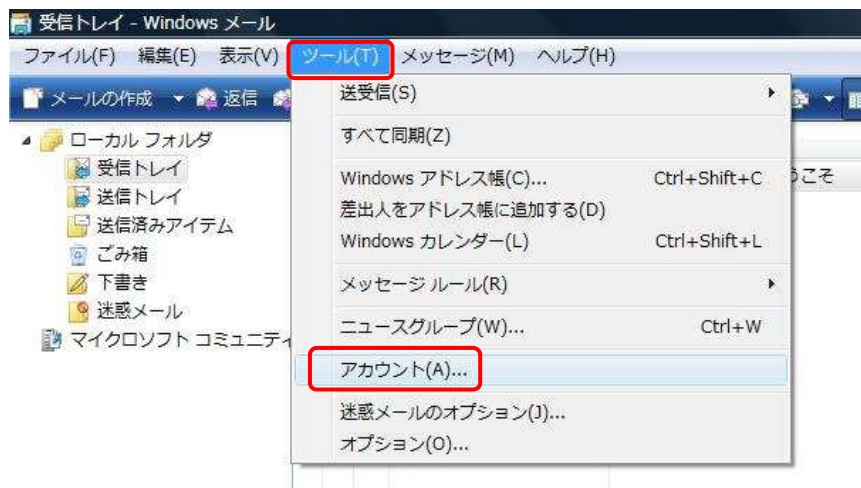 受信トレイ - Windows メール
ファイル(F) 編集(E) 表示(V) ツール(T) メッセージ(M) ヘルプ(H)
メールの作成 返信
ローカル フォルダ
受信トレイ
送信トレイ
送信済みアイテム
ごみ箱
下書き
迷惑メール
マイクロソフト コミュニティ
送受信(S)
すべて同期(Z)
Windows アドレス帳(C)... Ctrl+Shift+C
差出人をアドレス帳に追加する(D)
Windows カレンダー(L) Ctrl+Shift+L
メッセージ ルール(R)
ニュースグループ(W)... Ctrl+W
アカウント(A)...
迷惑メールのオプション(J)...
オプション(O)...
うこそ